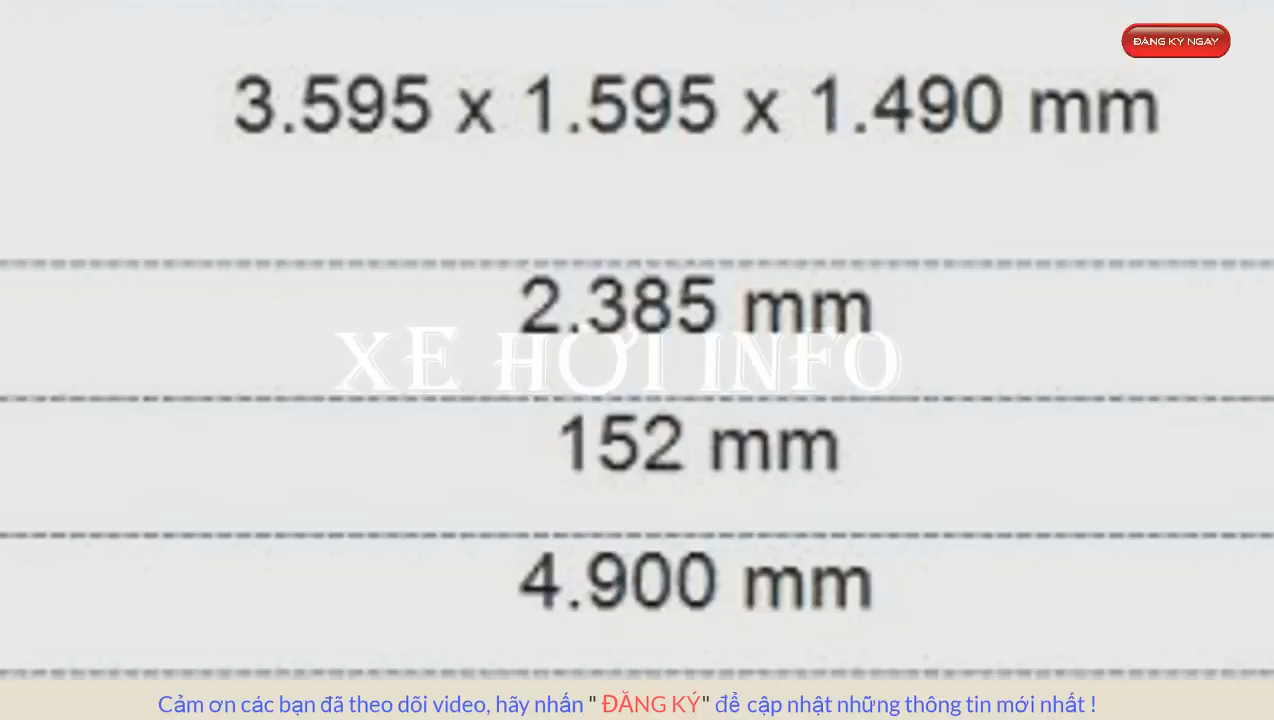 ĐĂNG KÝ NGAY
3.595 x 1.595 x 1.490 mm
2.385 mm
XE HƠI INFO
152 mm
4.900 mm
Cảm ơn các bạn đã theo dõi video, hãy nhấn " ĐĂNG KÝ" để cập nhật những thông tin mới nhất !